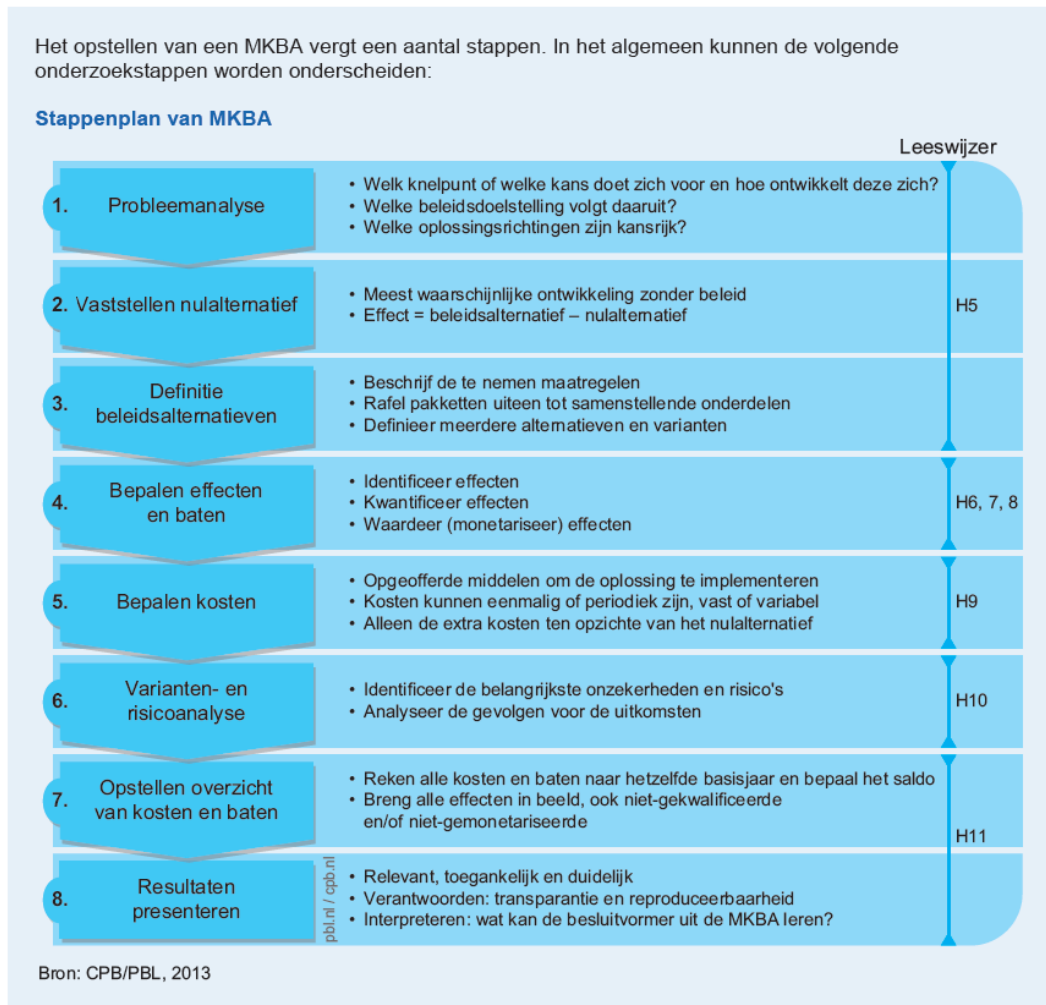 Het opstellen van een MKBA vergt een aantal stappen. In het algemeen kunnen de volgende
onderzoekstappen worden onderscheiden:
Stappenplan van MKBA
Leeswijzer
1. Probleemanalyse
• Welk knelpunt of welke kans doet zich voor en hoe ontwikkelt deze zich?
• Welke beleidsdoelstelling volgt daaruit?
• Welke oplossingsrichtingen zijn kansrijk?
2. Vaststellen nulalternatief
• Meest waarschijnlijke ontwikkeling zonder beleid
• Effect = beleidsalternatief – nulalternatief
H5
3. Definitie
beleidsalternatieven
• Beschrijf de te nemen maatregelen
• Rafel pakketten uiteen tot samenstellende onderdelen
• Definieer meerdere alternatieven en varianten
4. Bepalen effecten
en baten
• Identificeer effecten
• Kwantificeer effecten
• Waardeer (monetariseer) effecten
H6, 7, 8
5. Bepalen kosten
• Opgeofferde middelen om de oplossing te implementeren
• Kosten kunnen eenmalig of periodiek zijn, vast of variabel
• Alleen de extra kosten ten opzichte van het nulalternatief
H9
6. Varianten- en
risicoanalyse
• Identificeer de belangrijkste onzekerheden en risico's
• Analyseer de gevolgen voor de uitkomsten
H10
7. Opstellen overzicht
van kosten en baten
• Reken alle kosten en baten naar hetzelfde basisjaar en bepaal het saldo
• Breng alle effecten in beeld, ook niet-gekwalificeerde
en/of niet-gemonetariseerde
H11
8. Resultaten
presenteren
pbl.nl / cpb.nl
• Relevant, toegankelijk en duidelijk
• Verantwoorden: transparantie en reproduceerbaarheid
• Interpreteren: wat kan de besluitvormer uit de MKBA leren?
Bron: CPB/PBL, 2013